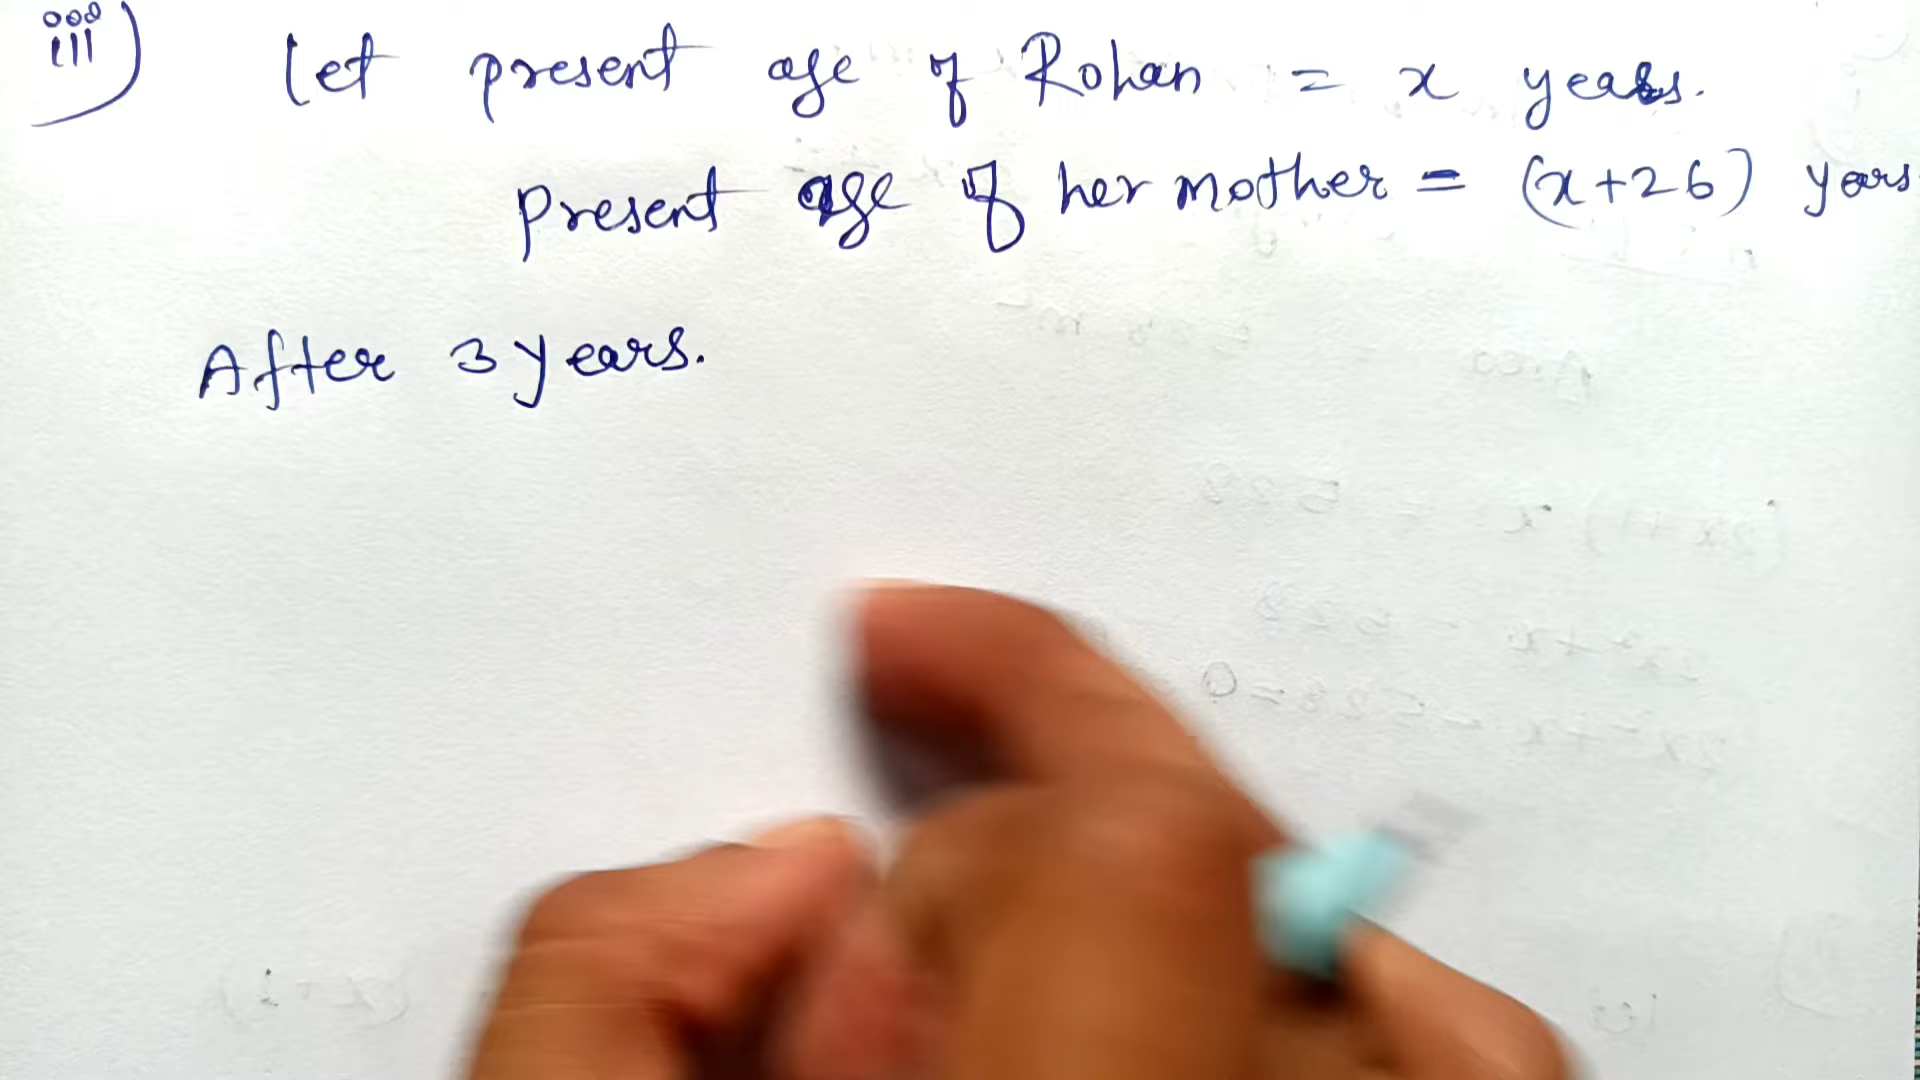 iii) Let present age of Rohan = x years.
present age of her mother = (x+26) years
After 3 years.